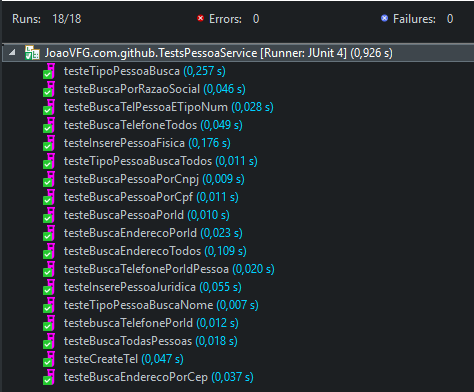 Runs: 18/18 Errors: 0 Failures: 0
JoaoVFG.com.github.TestsPessoaService [Runner: JUnit 4] (0,926 s)
testeTipoPessoaBusca (0,257 s)
testeBuscaPorRazaoSocial (0,046 s)
testeBuscaTelPessoaETipoNum (0,028 s)
testeBuscaTelefoneTodos (0,049 s)
testeInserePessoaFisica (0,176 s)
testeTipoPessoaBuscaTodos (0,011 s)
testeBuscaPessoaPorCnpj (0,009 s)
testeBuscaPessoaPorCpf (0,011 s)
testeBuscaPessoaPorId (0,010 s)
testeBuscaEnderecoPorId (0,023 s)
testeBuscaEnderecoTodos (0,109 s)
testeBuscaTelefonePorIdPessoa (0,020 s)
testeInserePessoaJuridica (0,055 s)
testeTipoPessoaBuscaNome (0,007 s)
testebuscaTelefonePorId (0,012 s)
testeBuscaTodasPessoas (0,018 s)
testeCreateTel (0,047 s)
testeBuscaEnderecoPorCep (0,037 s)